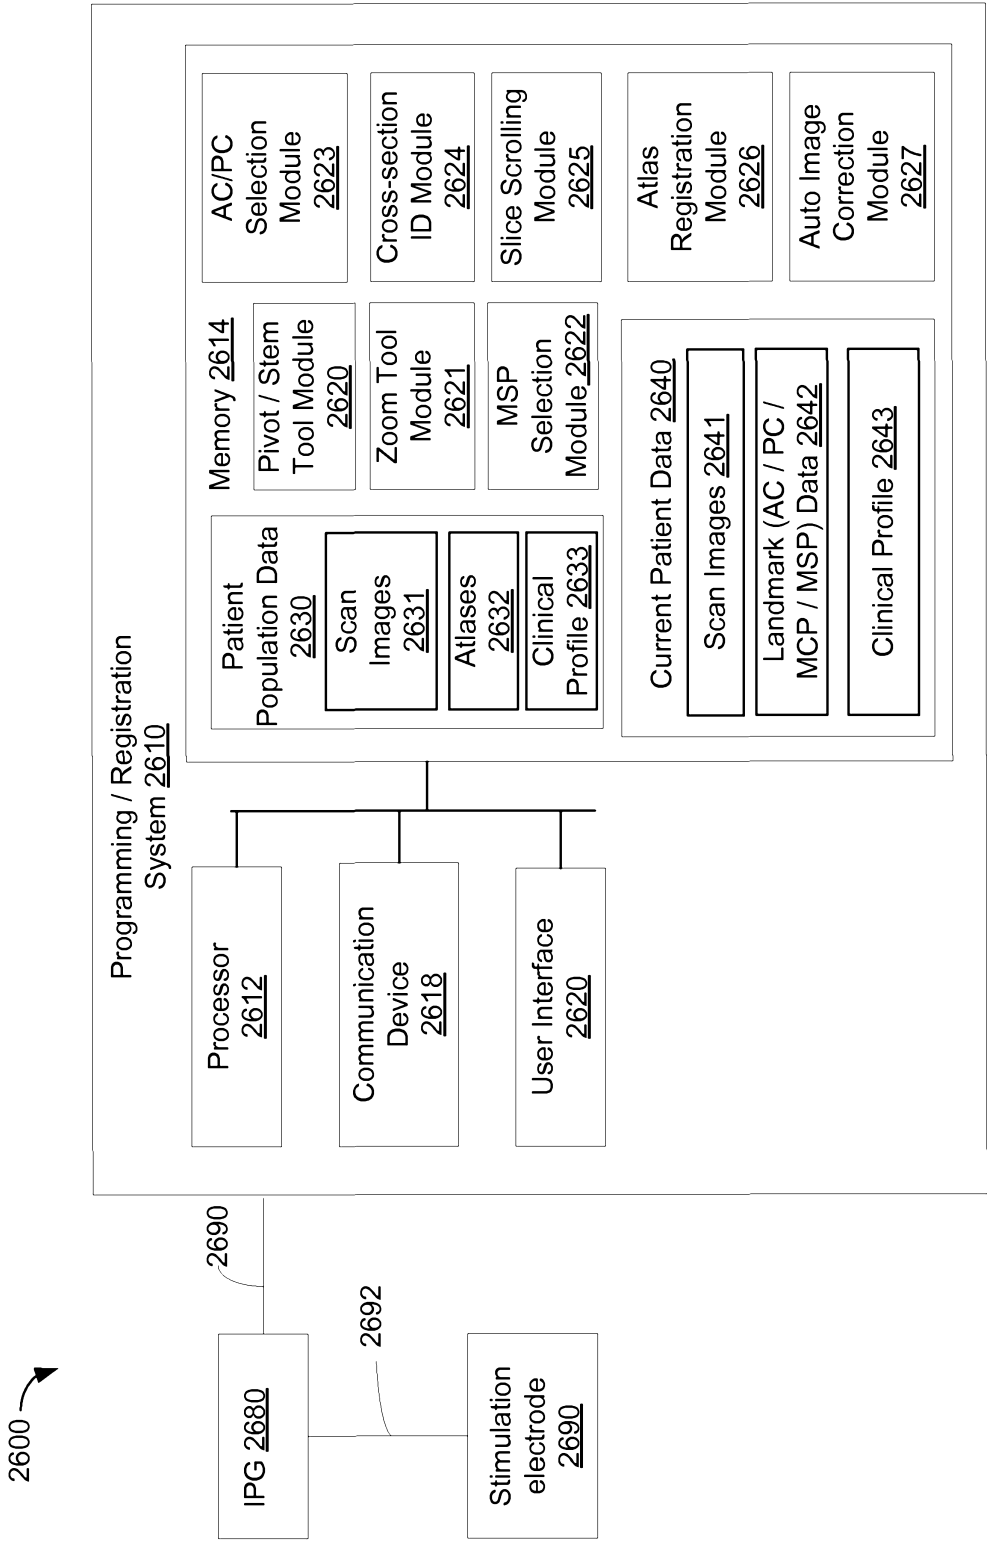 2600
Programming / Registration
System 2610
IPG 2680
2690
2692
Stimulation
electrode
2690
Processor
2612
Communication
Device
2618
User Interface
2620
Memory 2614
Patient
Population Data
2630
Scan
Images
2631
Atlases
2632
Clinical
Profile 2633
Pivot / Stem
Tool Module
2620
Zoom Tool
Module
2621
MSP
Selection
Module 2622
AC/PC
Selection
Module
2623
Cross-section
ID Module
2624
Slice Scrolling
Module
2625
Atlas
Registration
Module
2626
Auto Image
Correction
Module
2627
Current Patient Data 2640
Scan Images 2641
Landmark (AC / PC /
MCP / MSP) Data 2642
Clinical Profile 2643